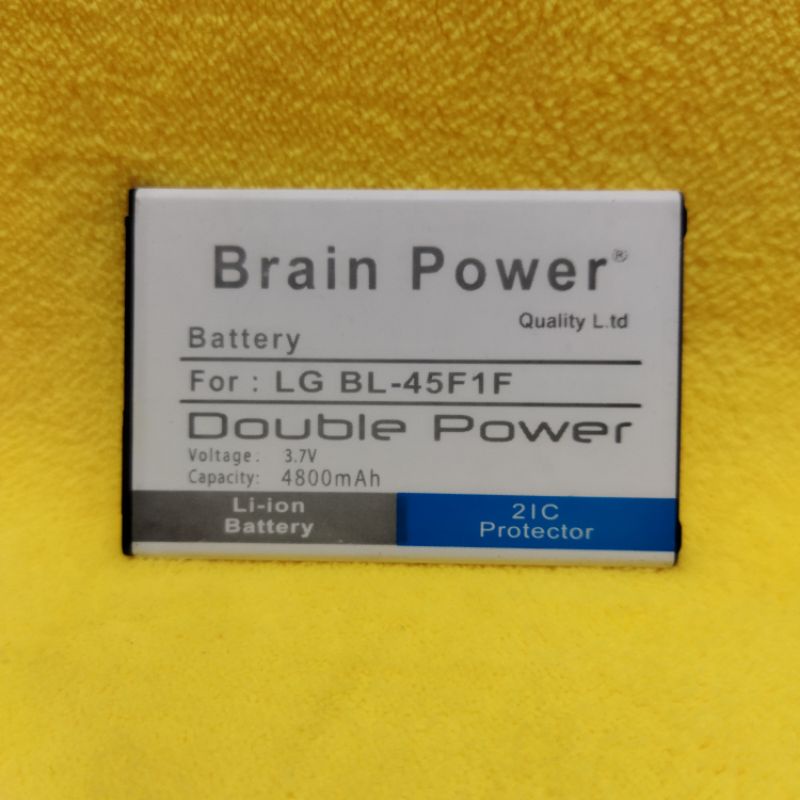 Brain Power®
Quality L.td
Battery
For : LG BL-45F1F
Double Power
Voltage: 3.7V
Capacity: 4800mAh
Li-ion
Battery
2IC
Protector